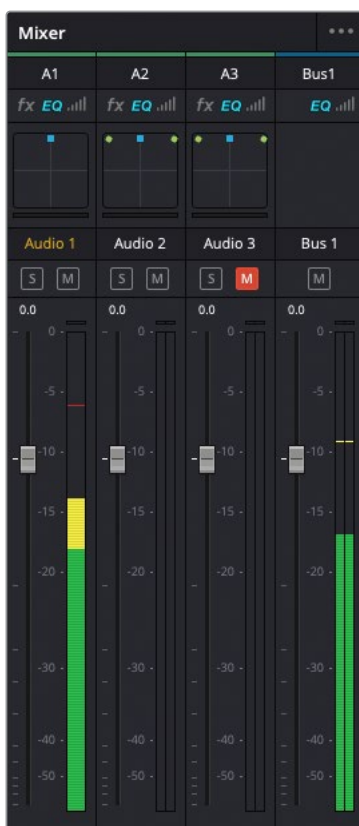 Mixer •••
A1 A2 A3 Bus1
fx EQ fx EQ fx EQ EQ
Audio 1 Audio 2 Audio 3 Bus 1
S M S M S M M
0.0 0.0 0.0 0.0
0 0 0 0
-5 -5 -5 -5
-10 -10 -10 -10
-15 -15 -15 -15
-20 -20 -20 -20
-30 -30 -30 -30
-40 -40 -40 -40
-50 -50 -50 -50